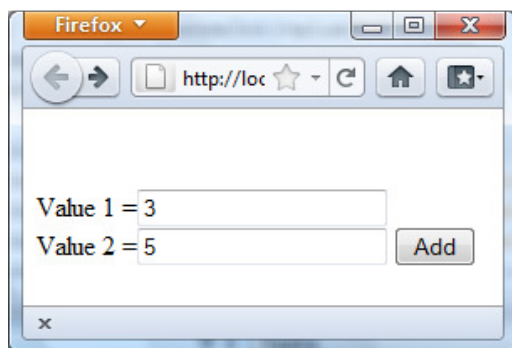 Firefox
http://loc
Value 1 = 3
Value 2 = 5 Add
x